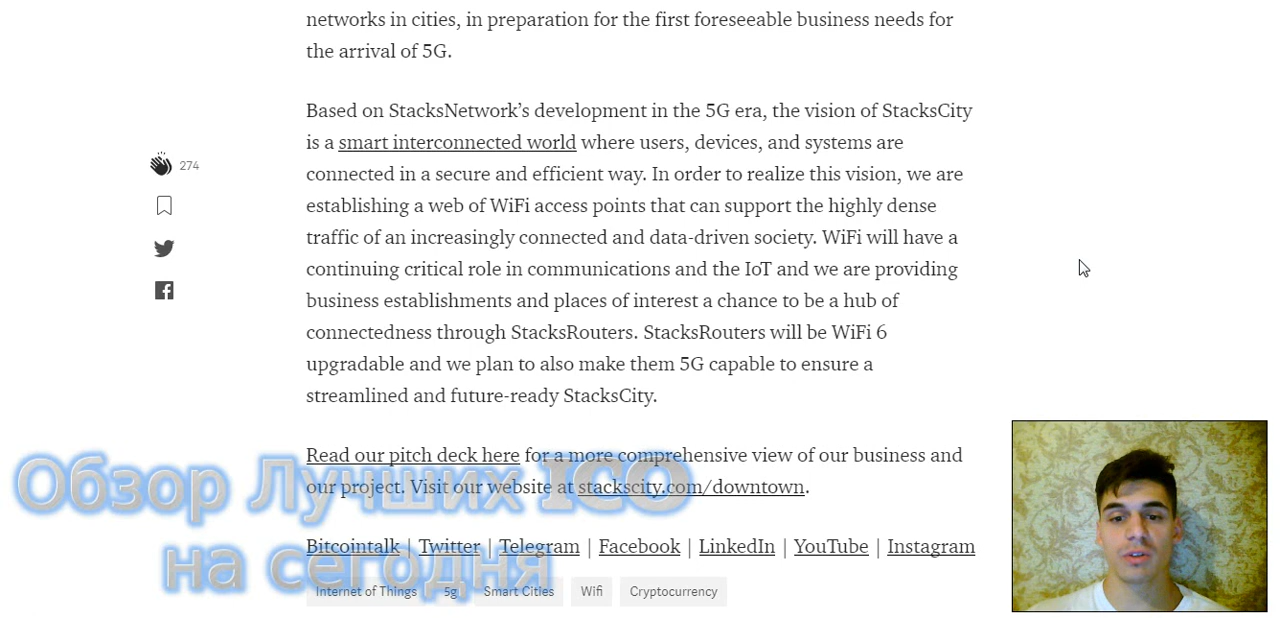 networks in cities, in preparation for the first foreseeable business needs for
the arrival of 5G.
Based on StacksNetwork’s development in the 5G era, the vision of StacksCity
is a smart interconnected world where users, devices, and systems are
connected in a secure and efficient way. In order to realize this vision, we are
establishing a web of WiFi access points that can support the highly dense
traffic of an increasingly connected and data-driven society. WiFi will have a
continuing critical role in communications and the IoT and we are providing
business establishments and places of interest a chance to be a hub of
connectedness through StacksRouters. StacksRouters will be WiFi 6
upgradable and we plan to also make them 5G capable to ensure a
streamlined and future-ready StacksCity.
274
Read our pitch deck here for a more comprehensive view of our business and
our project. Visit our website at stackscity.com/downtown.
Обзор Лучших ICO
на сегодня
Bitcointalk | Twitter | Telegram | Facebook | LinkedIn | YouTube | Instagram
Internet of Things 5g Smart Cities Wifi Cryptocurrency